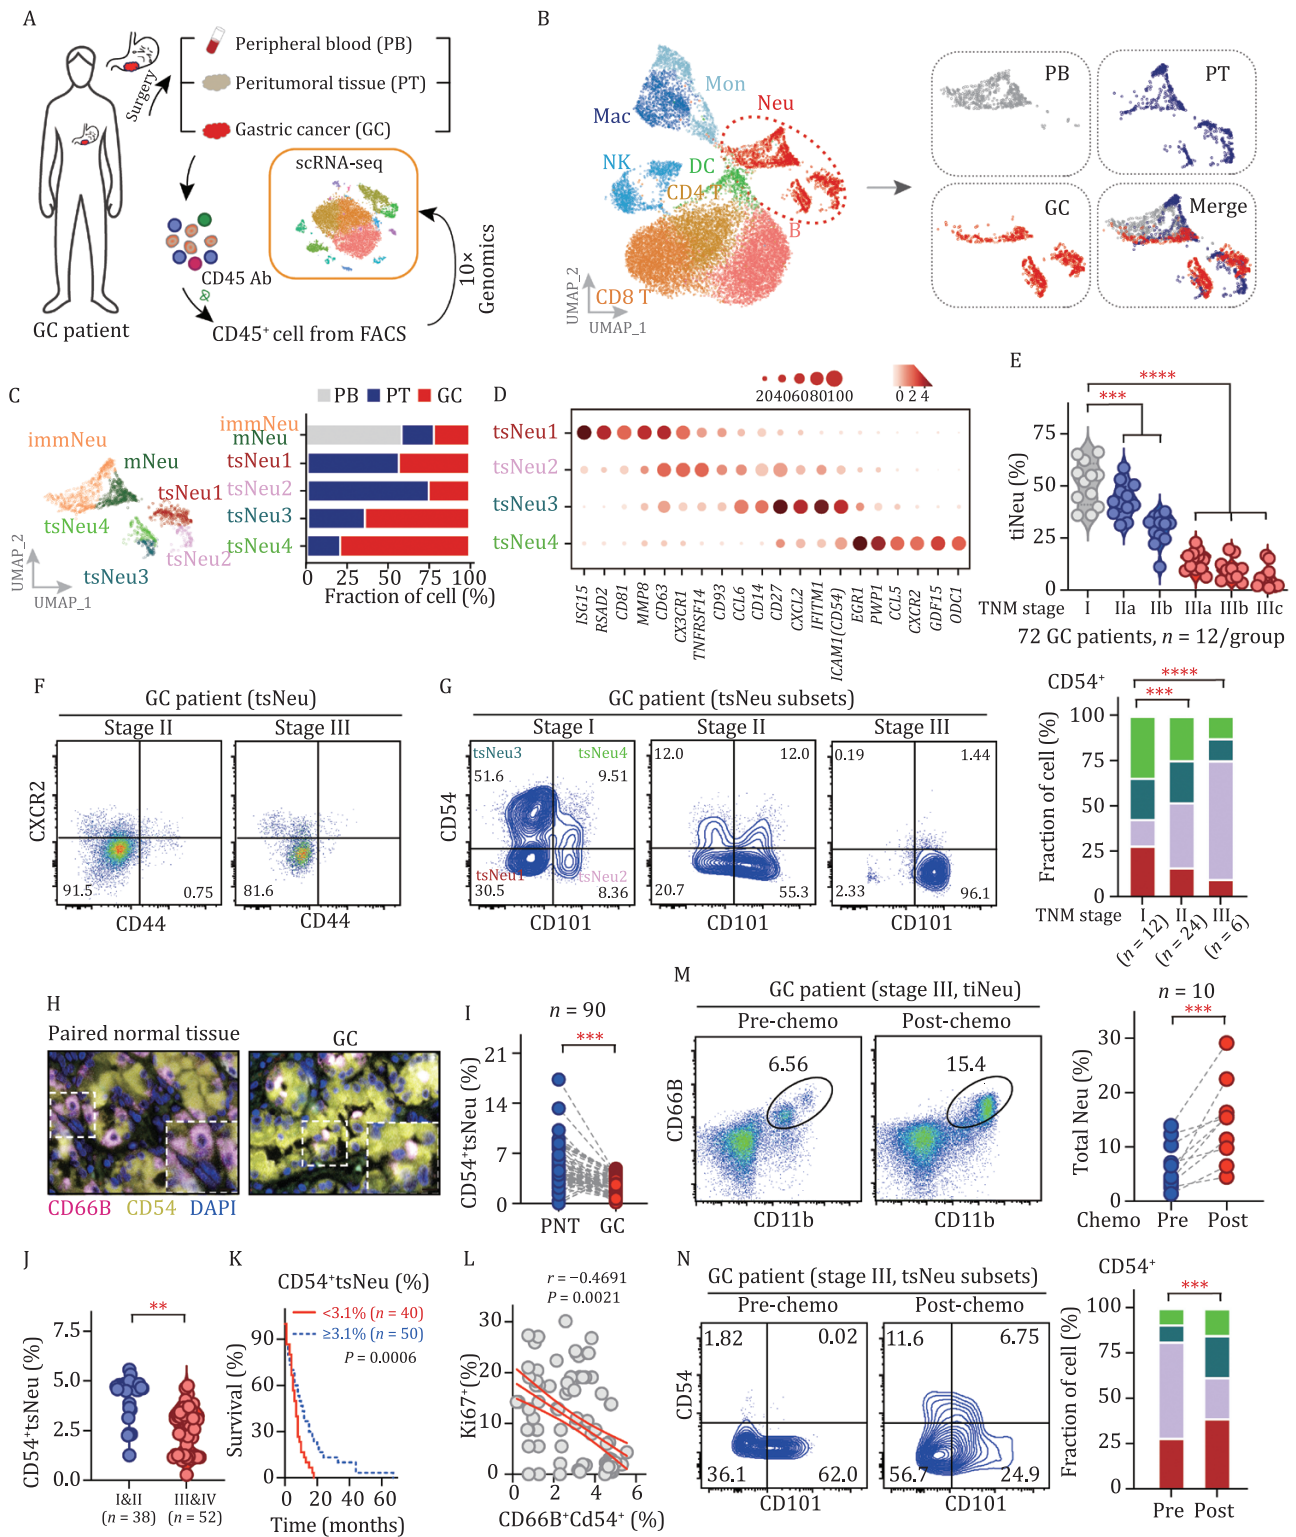 A
Surgery
Peripheral blood (PB)
Peritumoral tissue (PT)
Gastric cancer (GC)
scRNA-seq
CD45 Ab
10×
Genomics
GC patient
CD45⁺ cell from FACS
B
Mon
Mac
Neu
NK
DC
CD4 T
B
CD8 T
UMAP_2
UMAP_1
PB
PT
GC
Merge
C
PB PT GC
immNeu
mNeu
tsNeu1
tsNeu4
tsNeu2
tsNeu3
UMAP_2
UMAP_1
immNeu
mNeu
tsNeu1
tsNeu2
tsNeu3
tsNeu4
0 25 50 75 100
Fraction of cell (%)
D
20406080100
0 2 4
tsNeu1
tsNeu2
tsNeu3
tsNeu4
ISG15
RSAD2
CD81
MMP8
CD63
CX3CR1
TNFRSF14
CD93
CCL6
CD14
CD27
CXCL2
IFITM1
ICAM1(CD54)
EGR1
PWP1
CCL5
CXCR2
GDF15
ODC1
E
****
***
75
50
25
0
tiNeu (%)
TNM stage I IIa IIb IIIa IIIb IIIc
72 GC patients, n = 12/group
F
GC patient (tsNeu)
Stage II Stage III
CXCR2
91.5 0.75
81.6
CD44 CD44
G
GC patient (tsNeu subsets)
Stage I Stage II Stage III
CD54
tsNeu3 tsNeu4
51.6 9.51
tsNeu1 tsNeu2
30.5 8.36
12.0 12.0
20.7 55.3
0.19 1.44
2.33 96.1
CD101 CD101 CD101
CD54⁺
****
***
100
75
50
25
0
Fraction of cell (%)
TNM stage I II III
(n = 12)
(n = 24)
(n = 6)
H
Paired normal tissue GC
CD66B CD54 DAPI
I
n = 90
***
21
14
7
0
CD54⁺tsNeu (%)
PNT GC
M
GC patient (stage III, tiNeu)
Pre-chemo Post-chemo
6.56 15.4
CD66B
CD11b CD11b
n = 10
***
30
20
10
0
Total Neu (%)
Chemo Pre Post
J
**
7.5
5.0
2.5
0.0
CD54⁺tsNeu (%)
I&II III&IV
(n = 38) (n = 52)
K
CD54⁺tsNeu (%)
<3.1% (n = 40)
≥3.1% (n = 50)
P = 0.0006
90
60
30
0
Survival (%)
0 20 40 60
Time (months)
L
r = −0.4691
P = 0.0021
30
20
10
0
Ki67⁺(%)
0 2 4 6
CD66B⁺Cd54⁺ (%)
N
GC patient (stage III, tsNeu subsets)
Pre-chemo Post-chemo
CD54
1.82 0.02
36.1 62.0
11.6 6.75
56.7 24.9
CD101 CD101
CD54⁺
***
100
75
50
25
0
Fraction of cell (%)
Pre Post